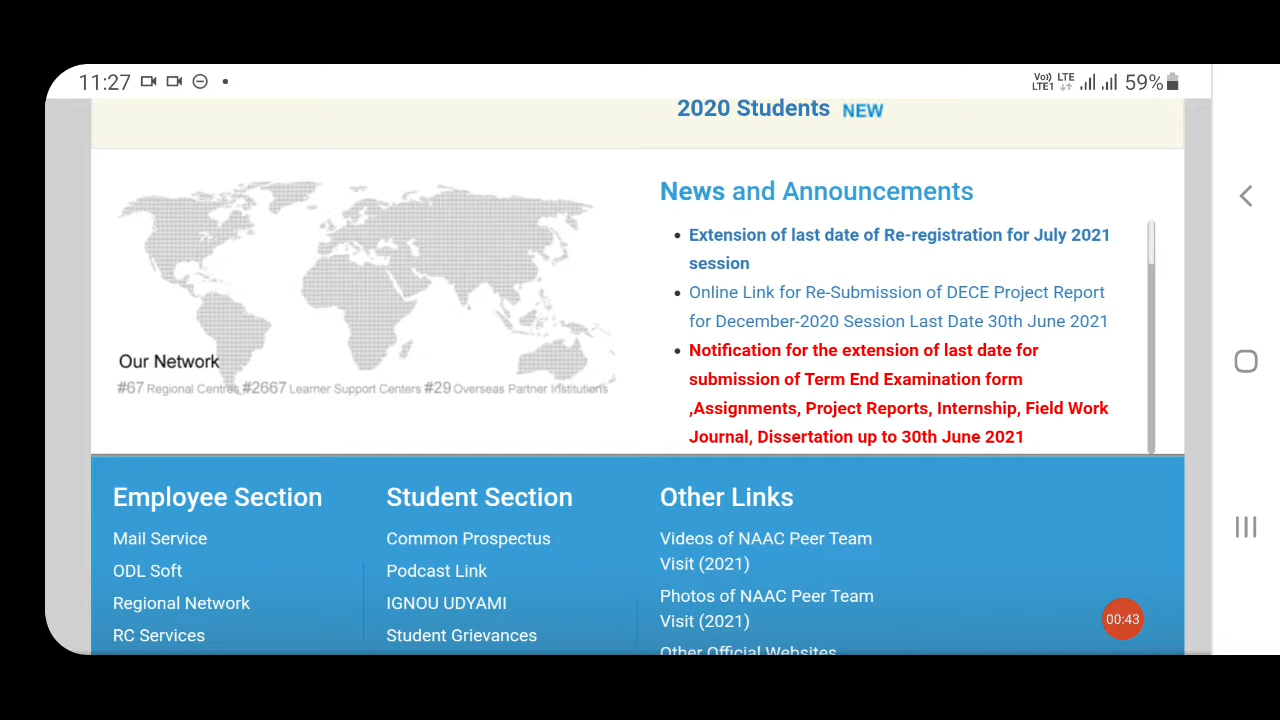 11:27
Vo)) LTE
LTE1
59%
2020 Students NEW
News and Announcements
Extension of last date of Re-registration for July 2021
session
Online Link for Re-Submission of DECE Project Report
for December-2020 Session Last Date 30th June 2021
Notification for the extension of last date for
submission of Term End Examination form
,Assignments, Project Reports, Internship, Field Work
Journal, Dissertation up to 30th June 2021
Our Network
#67 Regional Centres #2667 Learner Support Centers #29 Overseas Partner Institutions
Employee Section
Mail Service
ODL Soft
Regional Network
RC Services
Student Section
Common Prospectus
Podcast Link
IGNOU UDYAMI
Student Grievances
Other Links
Videos of NAAC Peer Team
Visit (2021)
Photos of NAAC Peer Team
Visit (2021)
Other Official Websites
00:43